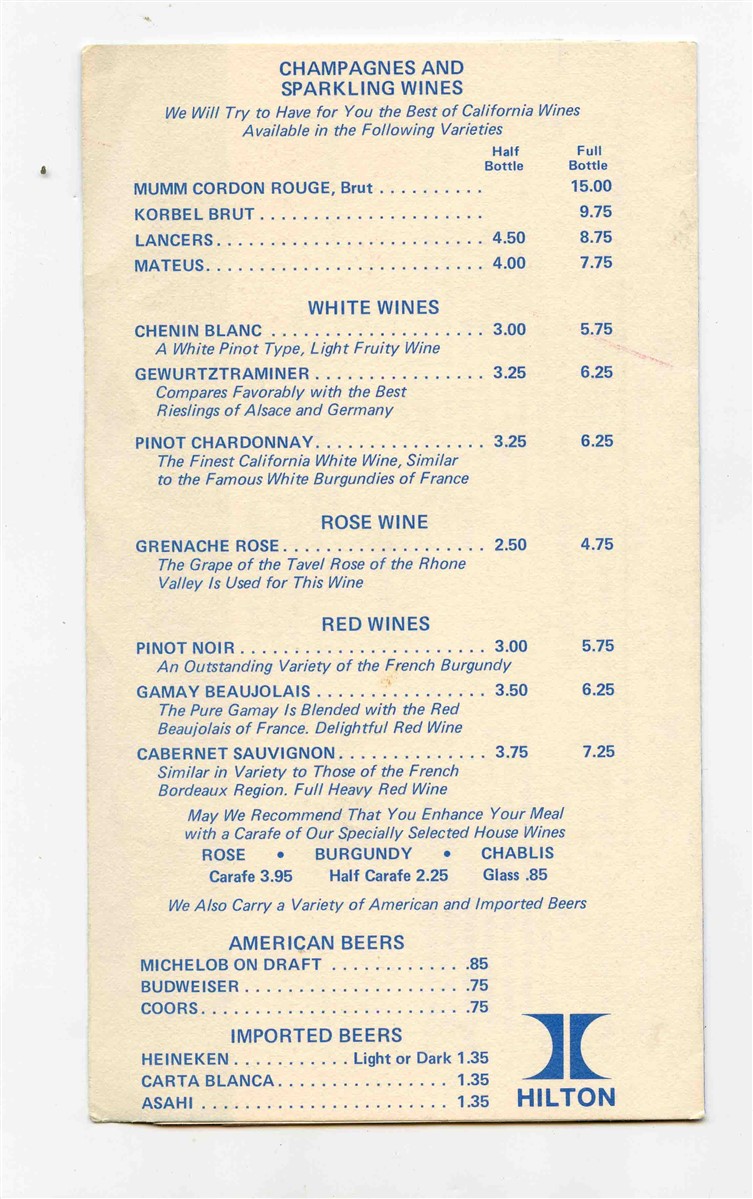 CHAMPAGNES AND
SPARKLING WINES
We Will Try to Have for You the Best of California Wines
Available in the Following Varieties
Half Bottle Full Bottle
MUMM CORDON ROUGE, Brut . . . . . . . . . . 15.00
KORBEL BRUT . . . . . . . . . . . . . . . . . . . . . 9.75
LANCERS . . . . . . . . . . . . . . . . . . . . . . . . . 4.50 8.75
MATEUS. . . . . . . . . . . . . . . . . . . . . . . . . . 4.00 7.75
WHITE WINES
CHENIN BLANC . . . . . . . . . . . . . . . . . . . . 3.00 5.75
A White Pinot Type, Light Fruity Wine
GEWURTZTRAMINER . . . . . . . . . . . . . . . . 3.25 6.25
Compares Favorably with the Best
Rieslings of Alsace and Germany
PINOT CHARDONNAY. . . . . . . . . . . . . . . . 3.25 6.25
The Finest California White Wine, Similar
to the Famous White Burgundies of France
ROSE WINE
GRENACHE ROSE. . . . . . . . . . . . . . . . . . . 2.50 4.75
The Grape of the Tavel Rose of the Rhone
Valley Is Used for This Wine
RED WINES
PINOT NOIR . . . . . . . . . . . . . . . . . . . . . . . 3.00 5.75
An Outstanding Variety of the French Burgundy
GAMAY BEAUJOLAIS . . . . . . . . . . . . . . . . 3.50 6.25
The Pure Gamay Is Blended with the Red
Beaujolais of France. Delightful Red Wine
CABERNET SAUVIGNON. . . . . . . . . . . . . . 3.75 7.25
Similar in Variety to Those of the French
Bordeaux Region. Full Heavy Red Wine
May We Recommend That You Enhance Your Meal
with a Carafe of Our Specially Selected House Wines
ROSE • BURGUNDY • CHABLIS
Carafe 3.95 Half Carafe 2.25 Glass .85
We Also Carry a Variety of American and Imported Beers
AMERICAN BEERS
MICHELOB ON DRAFT . . . . . . . . . . . . .85
BUDWEISER . . . . . . . . . . . . . . . . . . . . .75
COORS. . . . . . . . . . . . . . . . . . . . . . . . .75
IMPORTED BEERS
HEINEKEN . . . . . . . . . . . Light or Dark 1.35
CARTA BLANCA. . . . . . . . . . . . . . . . 1.35
ASAHI . . . . . . . . . . . . . . . . . . . . . . . 1.35
HILTON